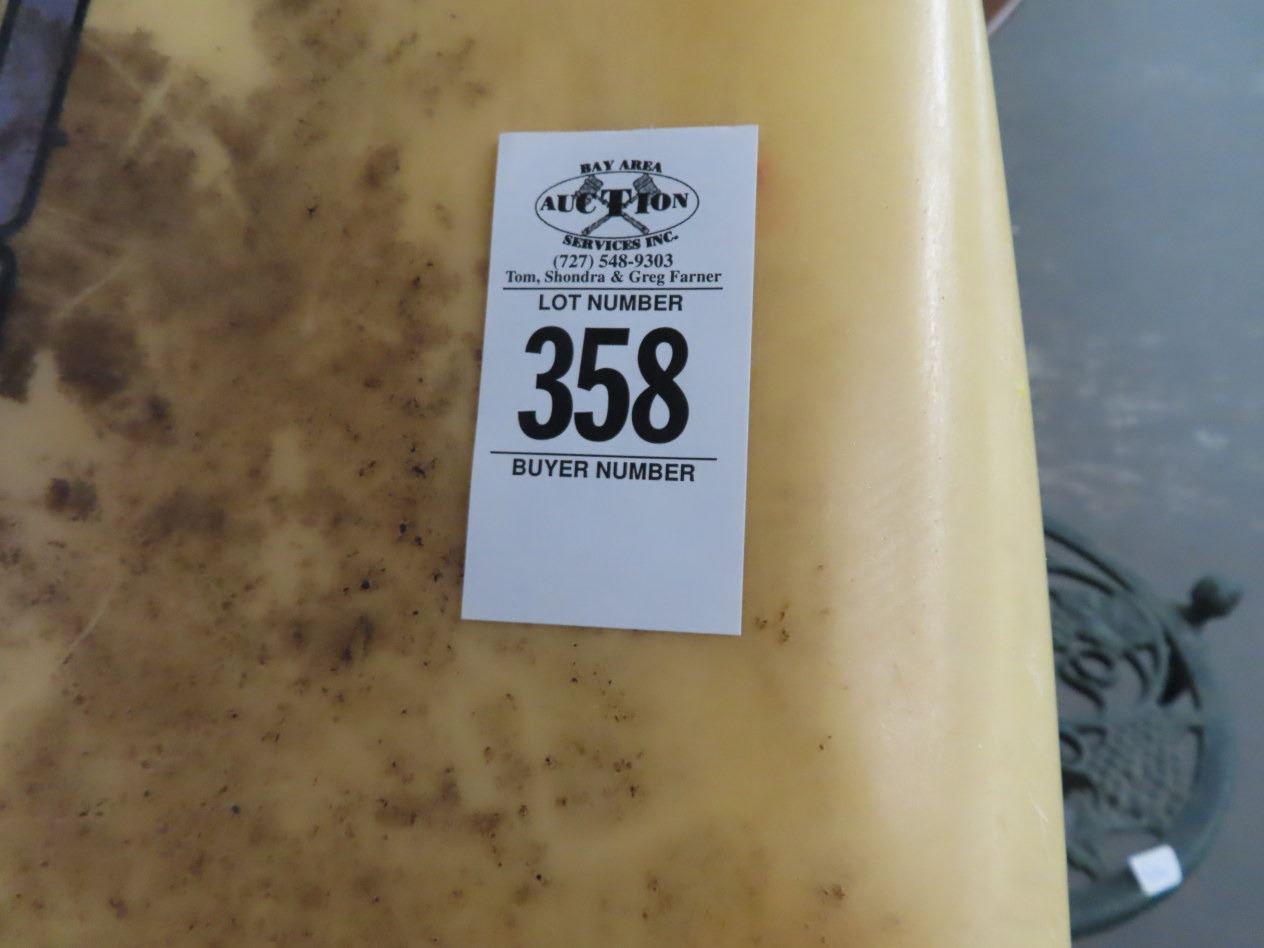 BAY AREA
AUCTION
SERVICES INC.
(727) 548-9303
Tom, Shondra & Greg Farner
LOT NUMBER
358
BUYER NUMBER